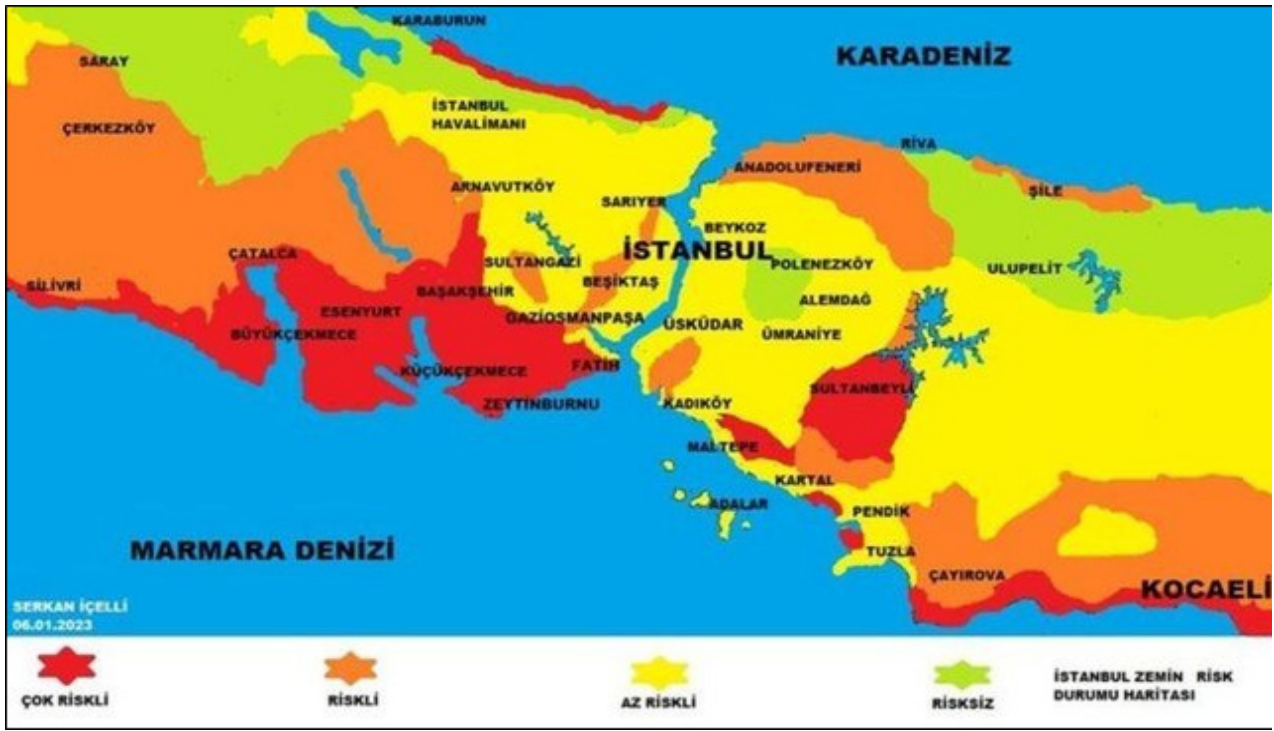 KARABURUN
KARADENİZ
SARAY
İSTANBUL
HAVALİMANI
ÇERKEZKÖY
RİVA
ANADOLUFENERİ
ŞİLE
ARNAVUTKÖY
SARIYER
BEYKOZ
İSTANBUL
ÇATALCA
SULTANGAZİ
POLENEZKÖY
ULUPELİT
SİLİVRİ
BAŞAKŞEHİR
BEŞİKTAŞ
ALEMDAĞ
ESENYURT
GAZİOSMANPAŞA
ÜSKÜDAR
BÜYÜKÇEKMECE
ÜMRANİYE
KÜÇÜKÇEKMECE
FATİH
SULTANBEYLİ
ZEYTİNBURNU
KADIKÖY
MALTEPE
KARTAL
ADALAR
PENDİK
MARMARA DENİZİ
TUZLA
ÇAYIROVA
KOCAELİ
SERKAN İÇELLİ
06.01.2023
ÇOK RİSKLİ
RİSKLİ
AZ RİSKLİ
RİSKSİZ
İSTANBUL ZEMİN RİSK
DURUMU HARİTASI